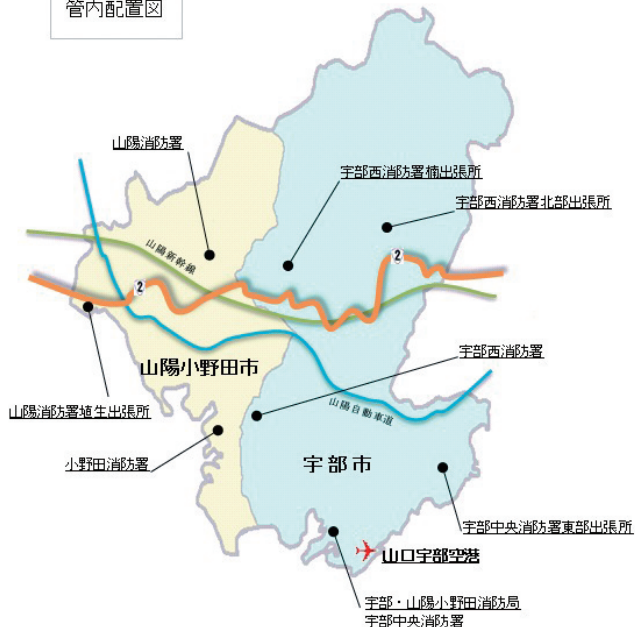 管内配置図
山陽消防署
宇部西消防署楠出張所
宇部西消防署北部出張所
山陽新幹線
2
2
山陽小野田市
宇部西消防署
山陽消防署埴生出張所
山陽自動車道
小野田消防署
宇部市
宇部中央消防署東部出張所
山口宇部空港
宇部・山陽小野田消防局
宇部中央消防署